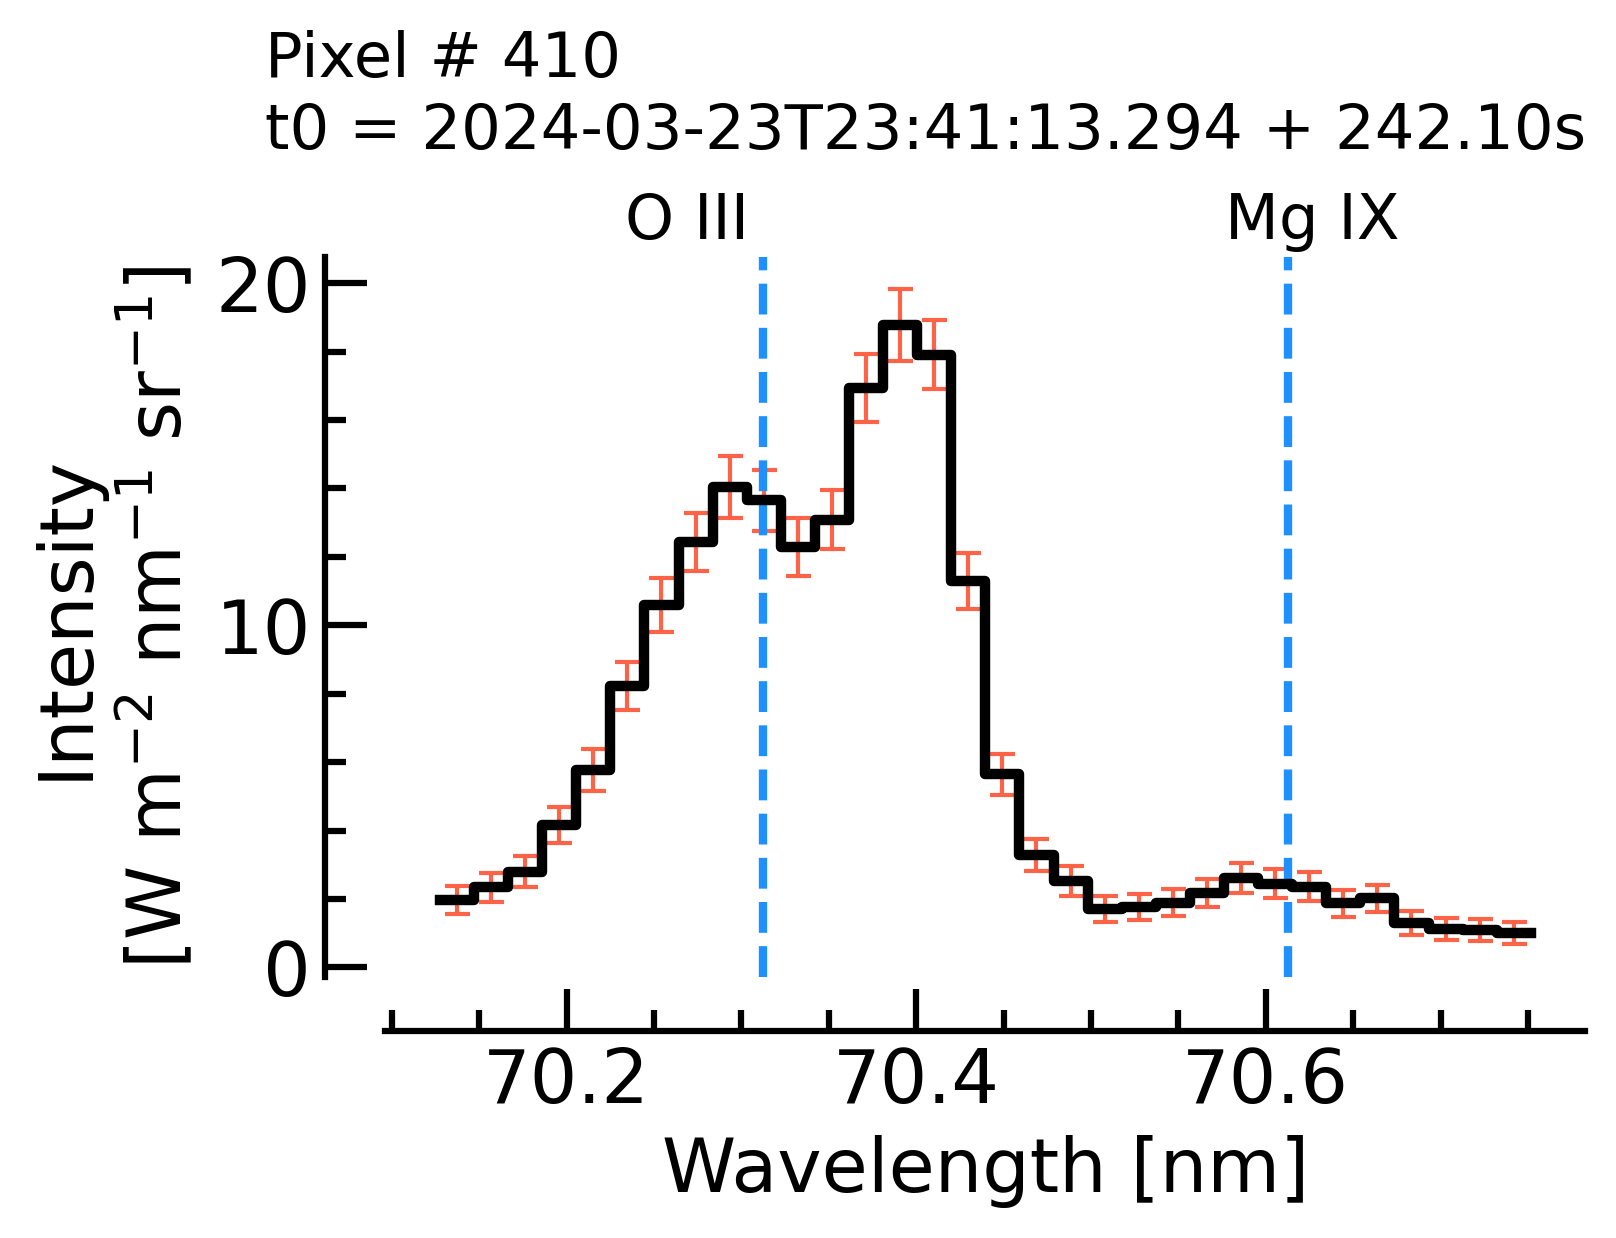 Pixel # 410
t0 = 2024-03-23T23:41:13.294 + 242.10s
O III
Mg IX
Intensity
[W m⁻² nm⁻¹ sr⁻¹]
20
10
0
70.2
70.4
70.6
Wavelength [nm]